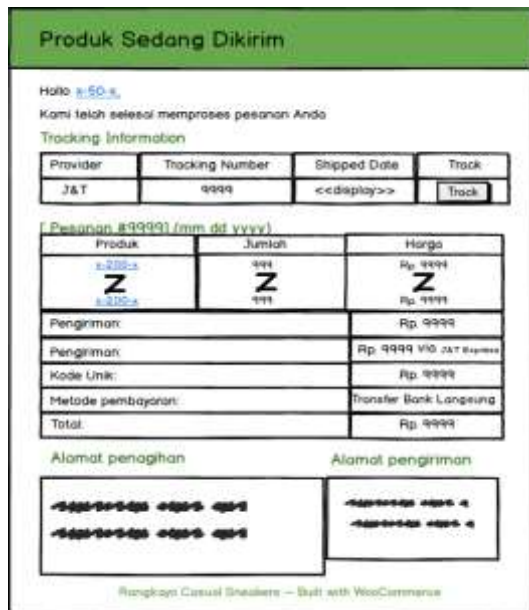 Produk Sedang Dikirim
Hallo x-50-x,
Kami telah selesai memproses pesanan Anda
Tracking Information
Provider Tracking Number Shipped Date Track
J&T 9999 <<display>> Track
[ Pesanan #9999] (mm dd yyyy)
Produk Jumlah Harga
x-200-x 999 Rp. 9999
Z Z Z
x-200-x 999 Rp. 9999
Pengiriman: Rp. 9999
Pengiriman: Rp. 9999 via J&T Express
Kode Unik: Rp. 9999
Metode pembayaran: Transfer Bank Langsung
Total: Rp. 9999
Alamat penagihan Alamat pengiriman
Rangkayo Casual Sneakers – Built with WooCommerce